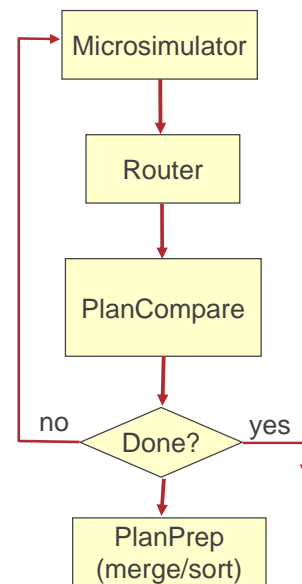 Microsimulator
Router
PlanCompare
no
Done?
yes
PlanPrep
(merge/sort)